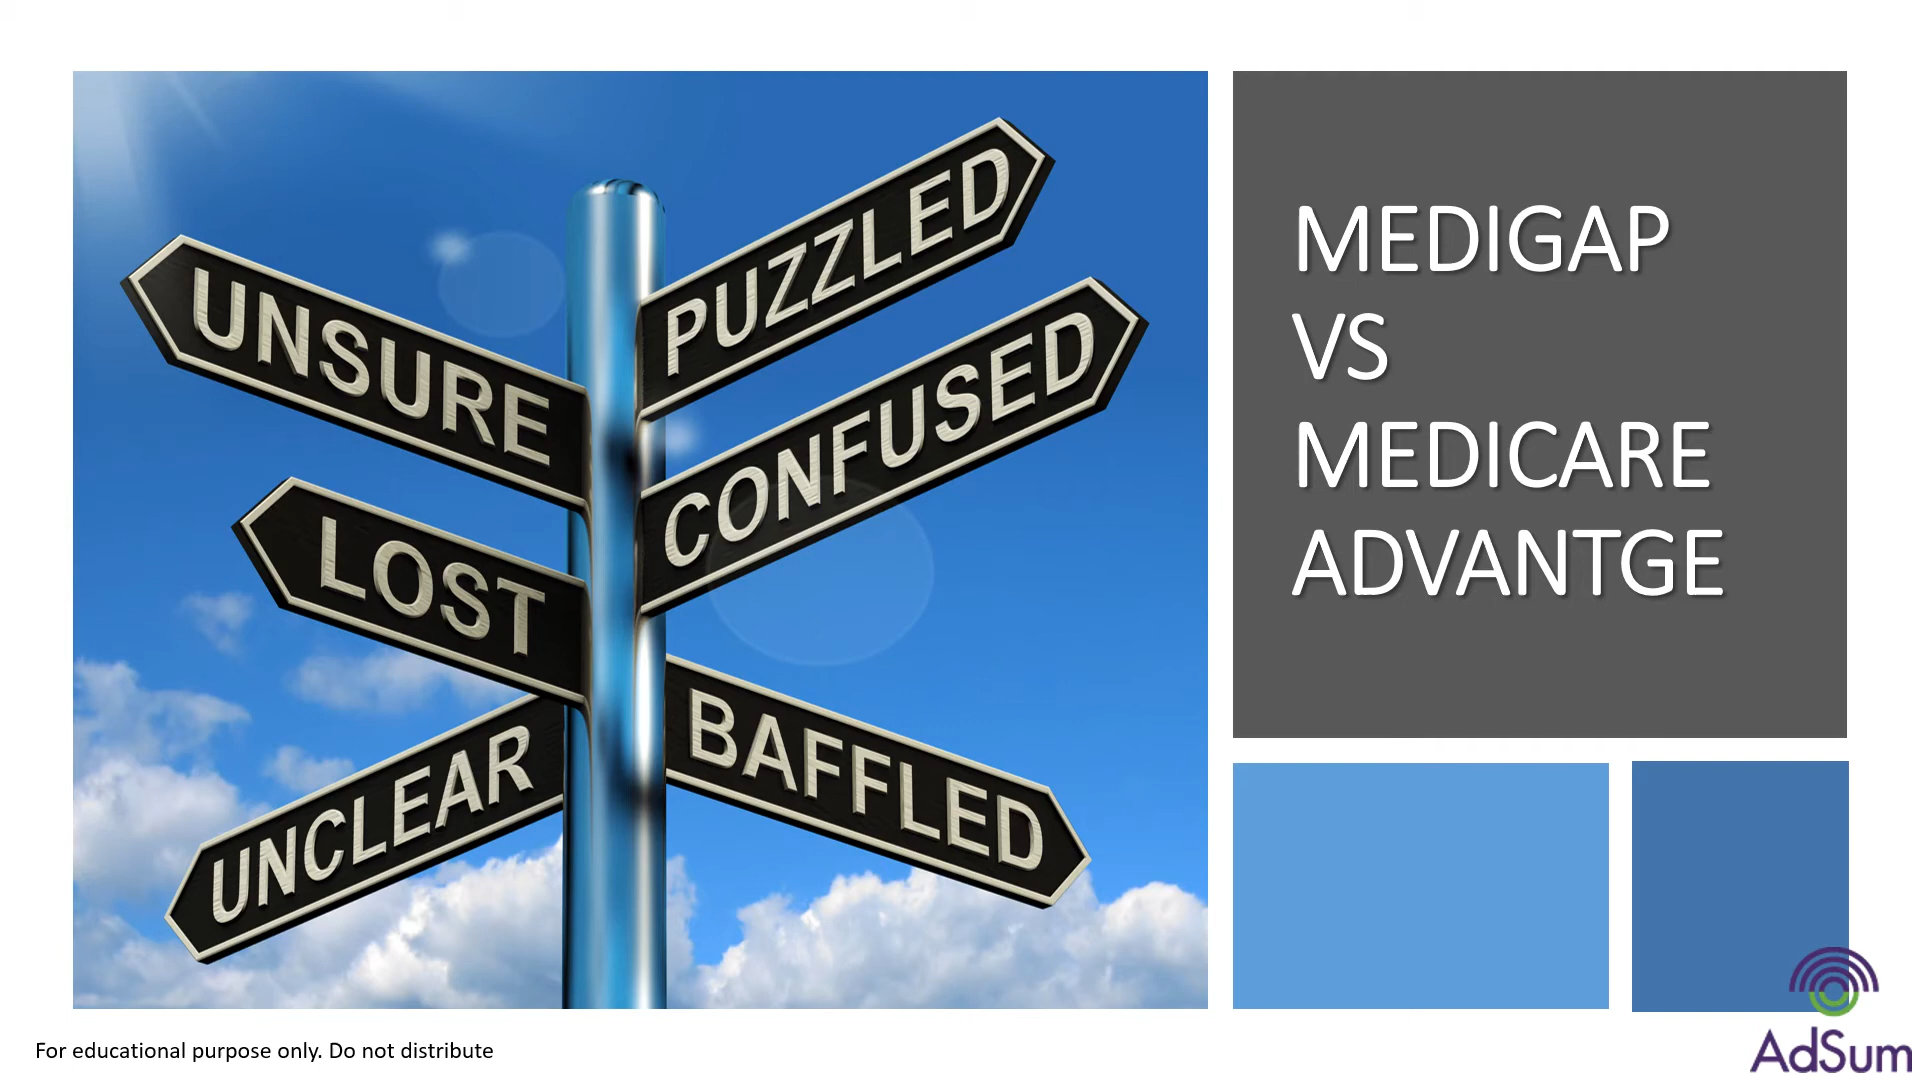 PUZZLED
UNSURE
CONFUSED
LOST
BAFFLED
UNCLEAR
MEDIGAP
VS
MEDICARE
ADVANTGE
For educational purpose only. Do not distribute
AdSum